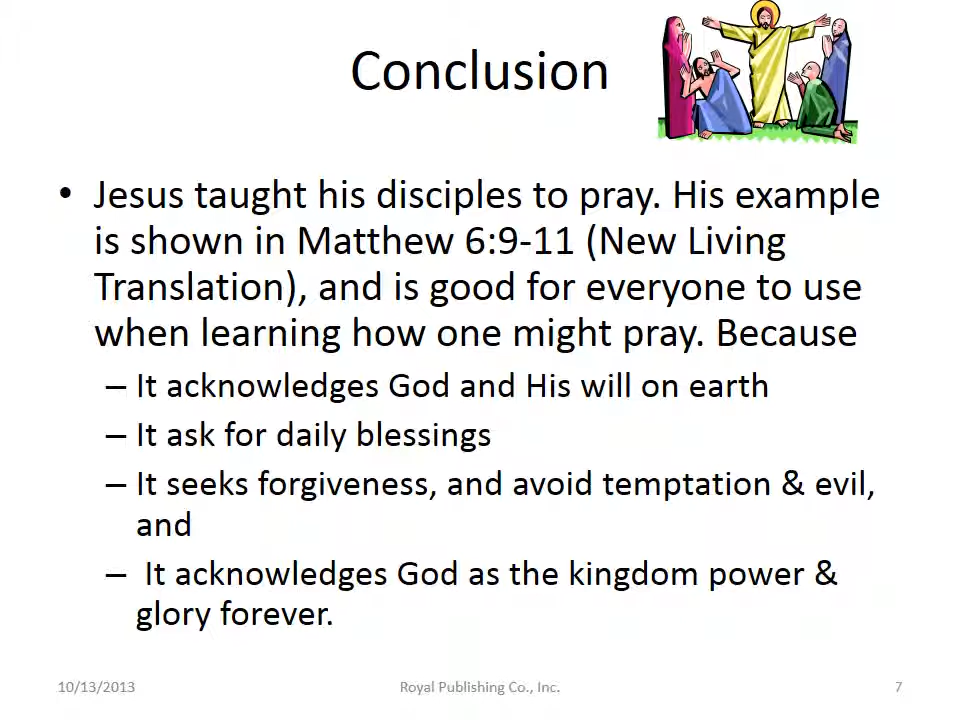 Conclusion
• Jesus taught his disciples to pray. His example
is shown in Matthew 6:9-11 (New Living
Translation), and is good for everyone to use
when learning how one might pray. Because
– It acknowledges God and His will on earth
– It ask for daily blessings
– It seeks forgiveness, and avoid temptation & evil,
and
– It acknowledges God as the kingdom power &
glory forever.
10/13/2013
Royal Publishing Co., Inc.
7